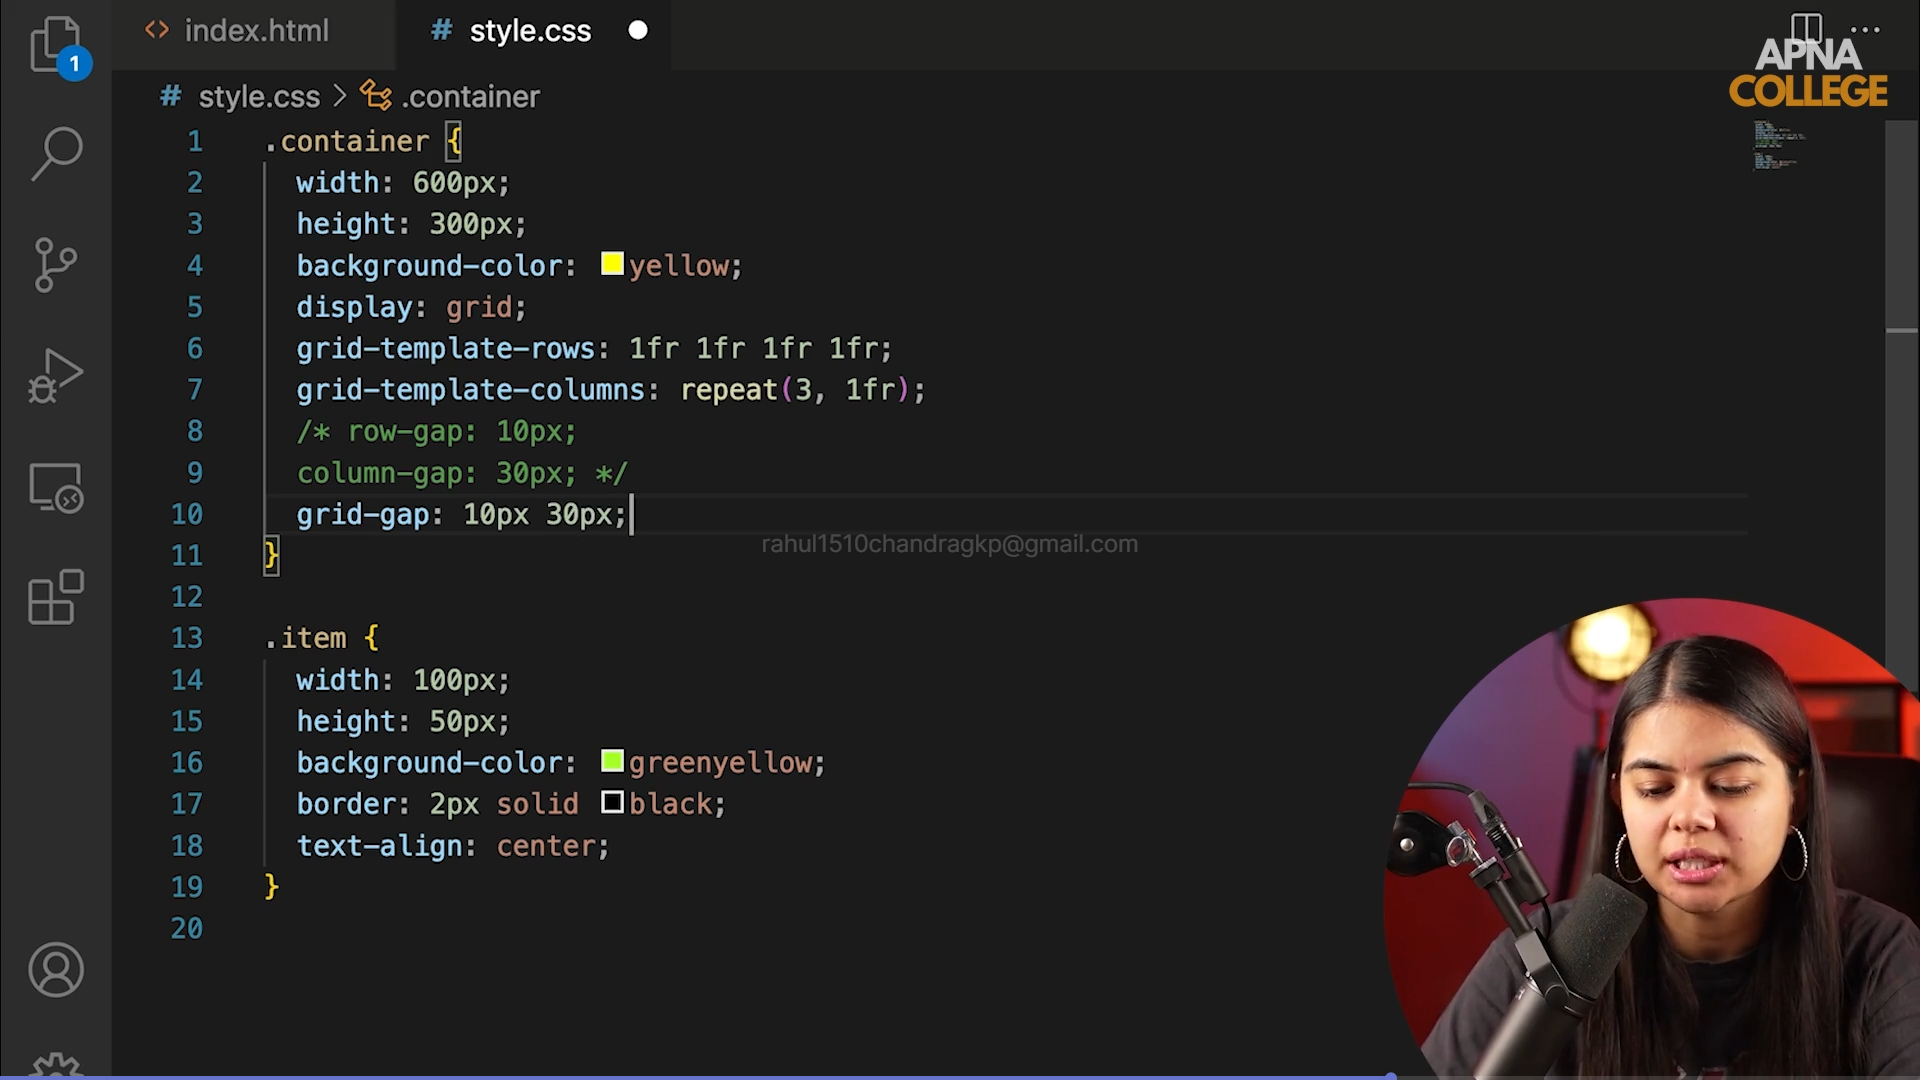 index.html
style.css
APNA
COLLEGE
1
style.css > .container
1 .container {
2 width: 600px;
3 height: 300px;
4 background-color: yellow;
5 display: grid;
6 grid-template-rows: 1fr 1fr 1fr 1fr;
7 grid-template-columns: repeat(3, 1fr);
8 /* row-gap: 10px;
9 column-gap: 30px; */
10 grid-gap: 10px 30px;
rahul1510chandragkp@gmail.com
11 }
12
13 .item {
14 width: 100px;
15 height: 50px;
16 background-color: greenyellow;
17 border: 2px solid black;
18 text-align: center;
19 }
20